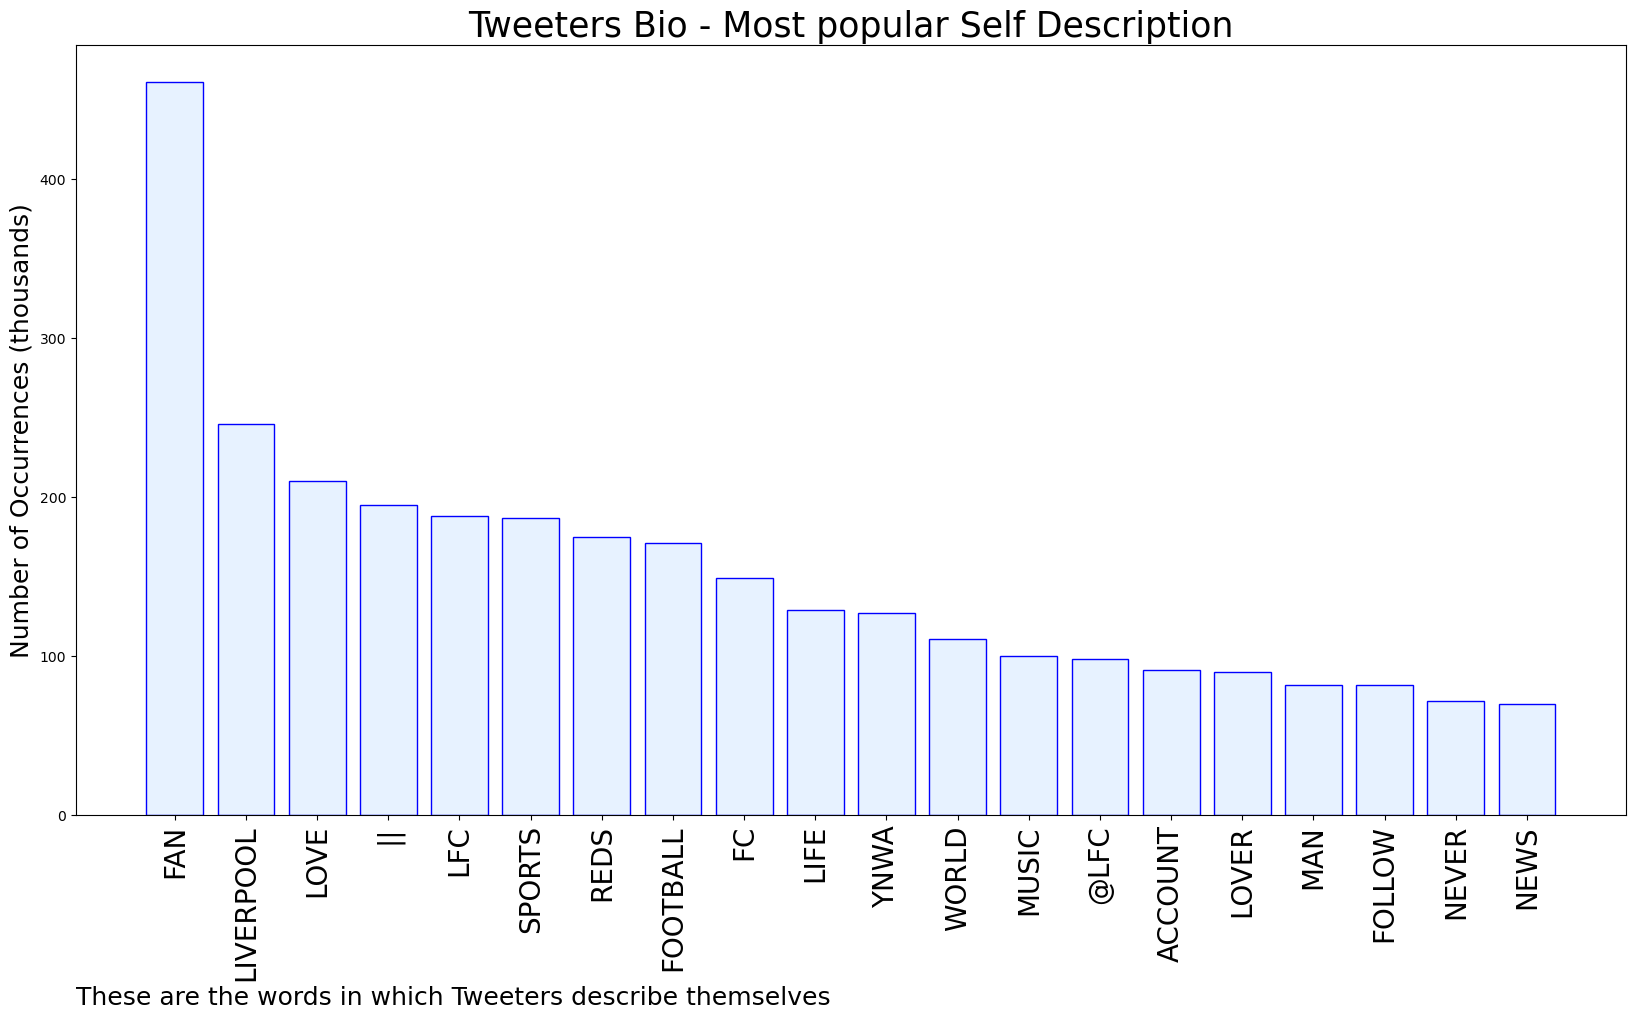 Tweeters Bio - Most popular Self Description
Number of Occurrences (thousands)
400
300
200
100
0
FAN
LIVERPOOL
LOVE
||
LFC
SPORTS
REDS
FOOTBALL
FC
LIFE
YNWA
WORLD
MUSIC
@LFC
ACCOUNT
LOVER
MAN
FOLLOW
NEVER
NEWS
These are the words in which Tweeters describe themselves